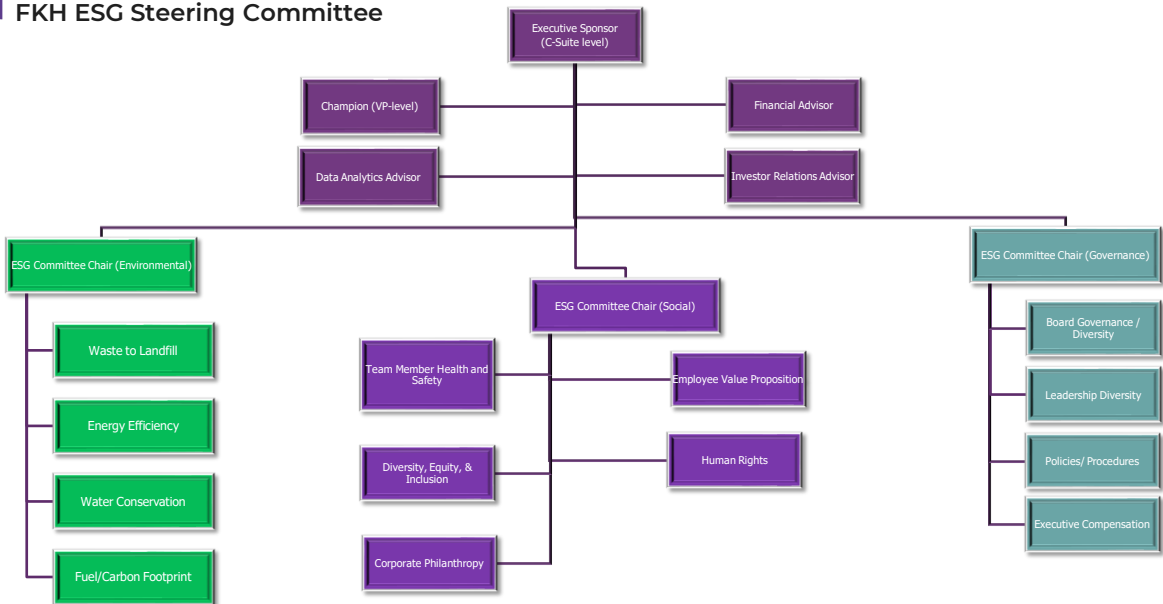 FKH ESG Steering Committee
Executive Sponsor
(C-Suite level)
Champion (VP-level)
Financial Advisor
Data Analytics Advisor
Investor Relations Advisor
ESG Committee Chair (Environmental)
Waste to Landfill
Energy Efficiency
Water Conservation
Fuel/Carbon Footprint
ESG Committee Chair (Social)
Team Member Health and
Safety
Employee Value Proposition
Diversity, Equity, &
Inclusion
Human Rights
Corporate Philanthropy
ESG Committee Chair (Governance)
Board Governance /
Diversity
Leadership Diversity
Policies/ Procedures
Executive Compensation